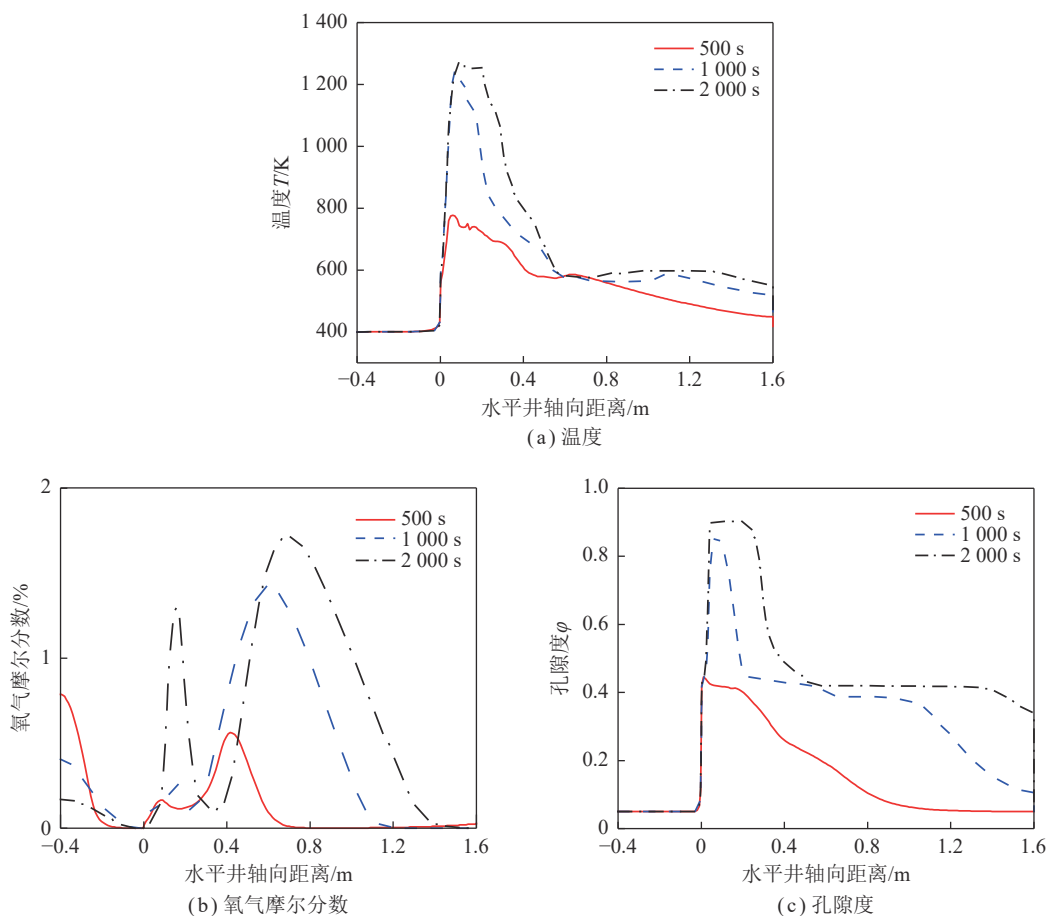 1 400
1 200
1 000
800
600
400
温度T/K
500 s
1 000 s
2 000 s
−0.4 0 0.4 0.8 1.2 1.6
水平井轴向距离/m
(a) 温度
2
1
0
氧气摩尔分数/%
500 s
1 000 s
2 000 s
−0.4 0 0.4 0.8 1.2 1.6
水平井轴向距离/m
(b) 氧气摩尔分数
1.0
0.8
0.6
0.4
0.2
0
孔隙度φ
500 s
1 000 s
2 000 s
−0.4 0 0.4 0.8 1.2 1.6
水平井轴向距离/m
(c) 孔隙度